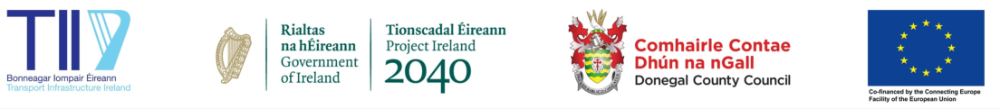 TII
Bonneagar Iompair Éireann
Transport Infrastructure Ireland
Rialtas
na hÉireann
Government
of Ireland
Tionscadal Éireann
Project Ireland
2040
Comhairle Contae
Dhún na nGall
Donegal County Council
Co-financed by the Connecting Europe
Facility of the European Union